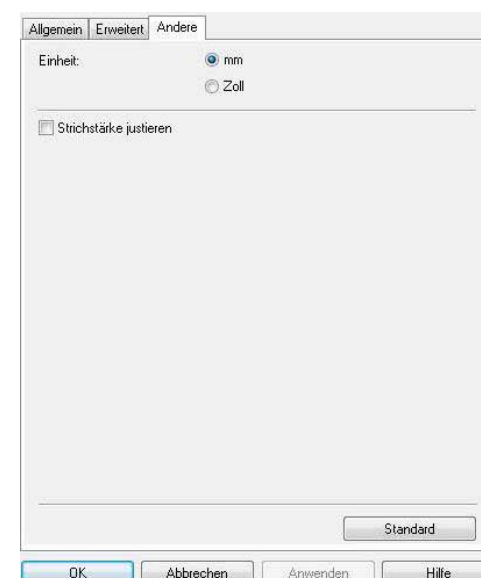 Allgemein Erweitert Andere
Einheit: mm
Zoll
Strichstärke justieren
Standard
OK Abbrechen Anwenden Hilfe